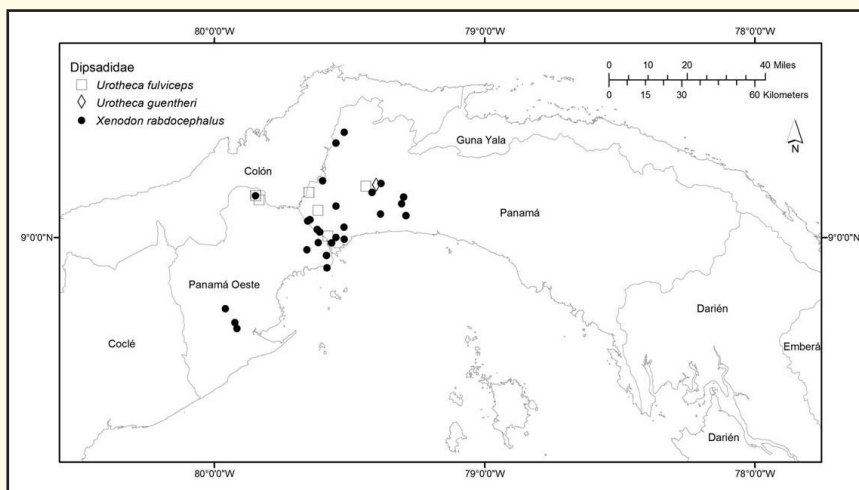 80°0'0"W 79°0'0"W 78°0'0"W
Dipsadidae
Urotheca fulviceps
Urotheca guentheri
Xenodon rabdocephalus
0 10 20 40 Miles
0 15 30 60 Kilometers
N
Guna Yala
Colón
Panamá
9°0'0"N 9°0'0"N
Panamá Oeste
Darién
Coclé
Emberá
Darién
80°0'0"W 79°0'0"W 78°0'0"W